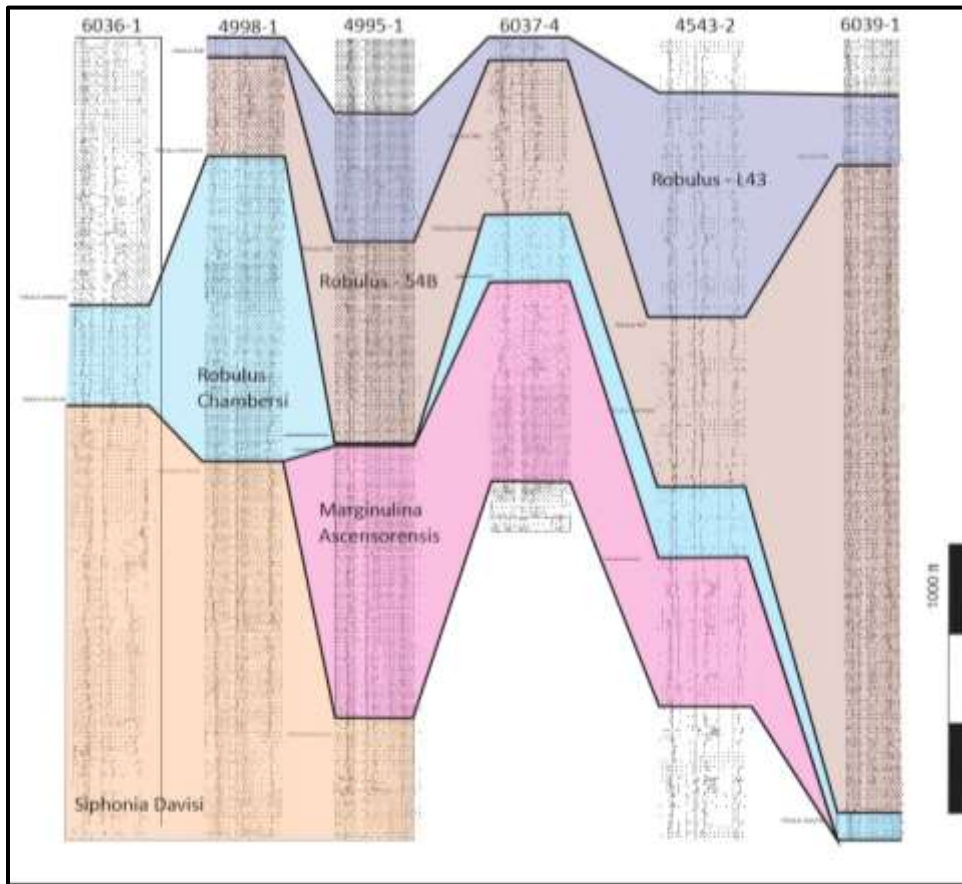 6036-1
4998-1
4995-1
6037-4
4543-2
6039-1
Robulus - L43
Robulus - 54B
Robulus
Chambersi
Marginulina
Ascensorensis
Siphonia Davisi
1000 ft